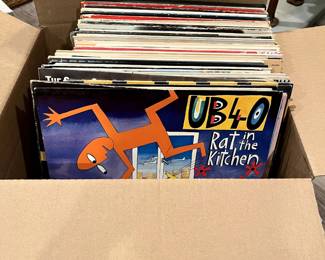 UB40
Rat in the
Kitchen